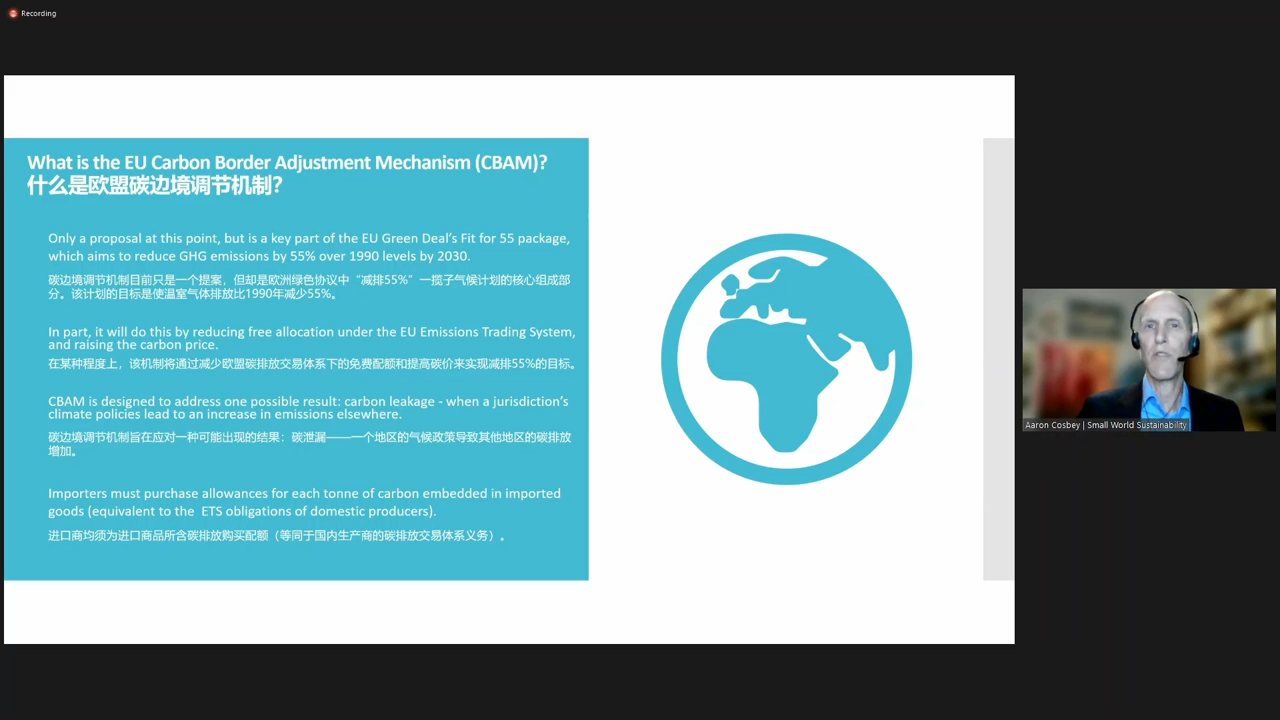 Recording
What is the EU Carbon Border Adjustment Mechanism (CBAM)?
什么是欧盟碳边境调节机制?
Only a proposal at this point, but is a key part of the EU Green Deal's Fit for 55 package,
which aims to reduce GHG emissions by 55% over 1990 levels by 2030.
碳边境调节机制目前只是一个提案，但却是欧洲绿色协议中“减排55%”一揽子气候计划的核心组成部
分。该计划的目标是使温室气体排放比1990年减少55%。
In part, it will do this by reducing free allocation under the EU Emissions Trading System,
and raising the carbon price.
在某种程度上，该机制将通过减少欧盟碳排放交易体系下的免费配额和提高碳价来实现减排55%的目标。
CBAM is designed to address one possible result: carbon leakage - when a jurisdiction's
climate policies lead to an increase in emissions elsewhere.
碳边境调节机制旨在应对一种可能出现的结果：碳泄漏——一个地区的气候政策导致其他地区的碳排放
增加。
Importers must purchase allowances for each tonne of carbon embedded in imported
goods (equivalent to the ETS obligations of domestic producers).
进口商均须为进口商品所含碳排放购买配额（等同于国内生产商的碳排放交易体系义务）。
Aaron Cosbey | Small World Sustainability